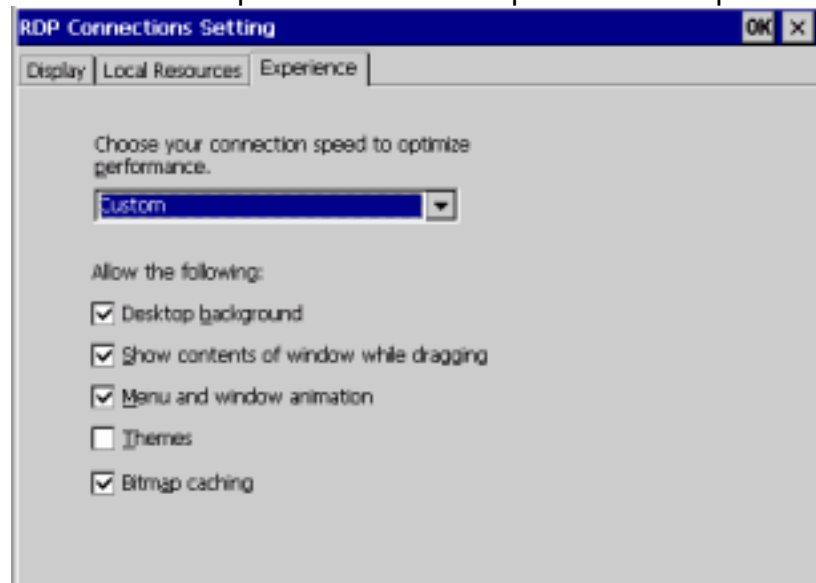 RDP Connections Setting OK ×
Display Local Resources Experience
Choose your connection speed to optimize
performance.
Custom
Allow the following:
Desktop background
Show contents of window while dragging
Menu and window animation
Themes
Bitmap caching